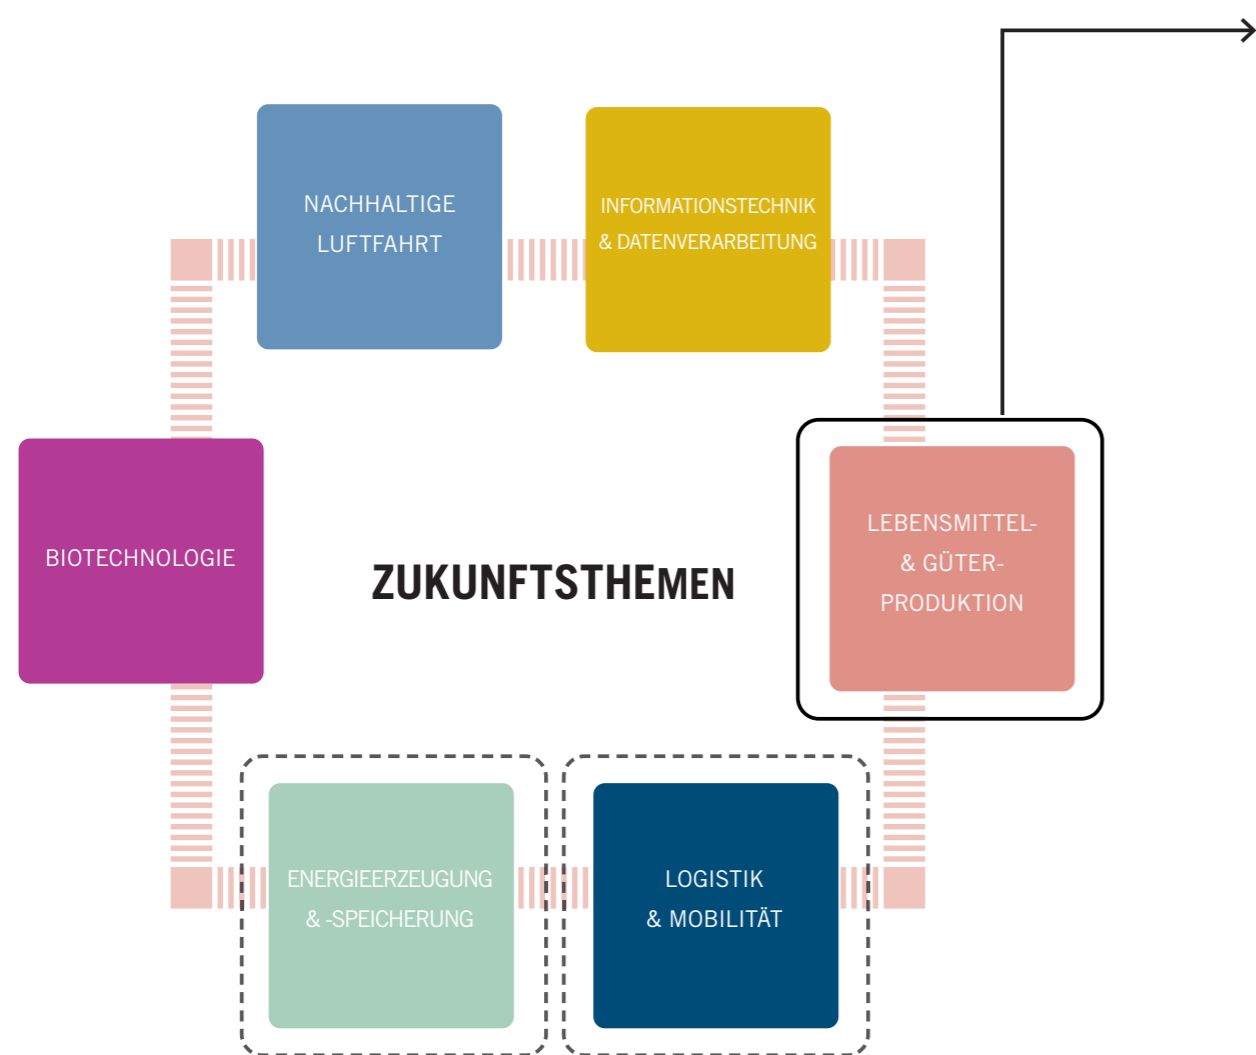 NACHHALTIGE
LUFTFAHRT
INFORMATIONSTECHNIK
& DATENVERARBEITUNG
BIOTECHNOLOGIE
ZUKUNFTSTHEMEN
LEBENSMITTEL-
& GÜTER-
PRODUKTION
ENERGIEERZEUGUNG
& -SPEICHERUNG
LOGISTIK
& MOBILITÄT